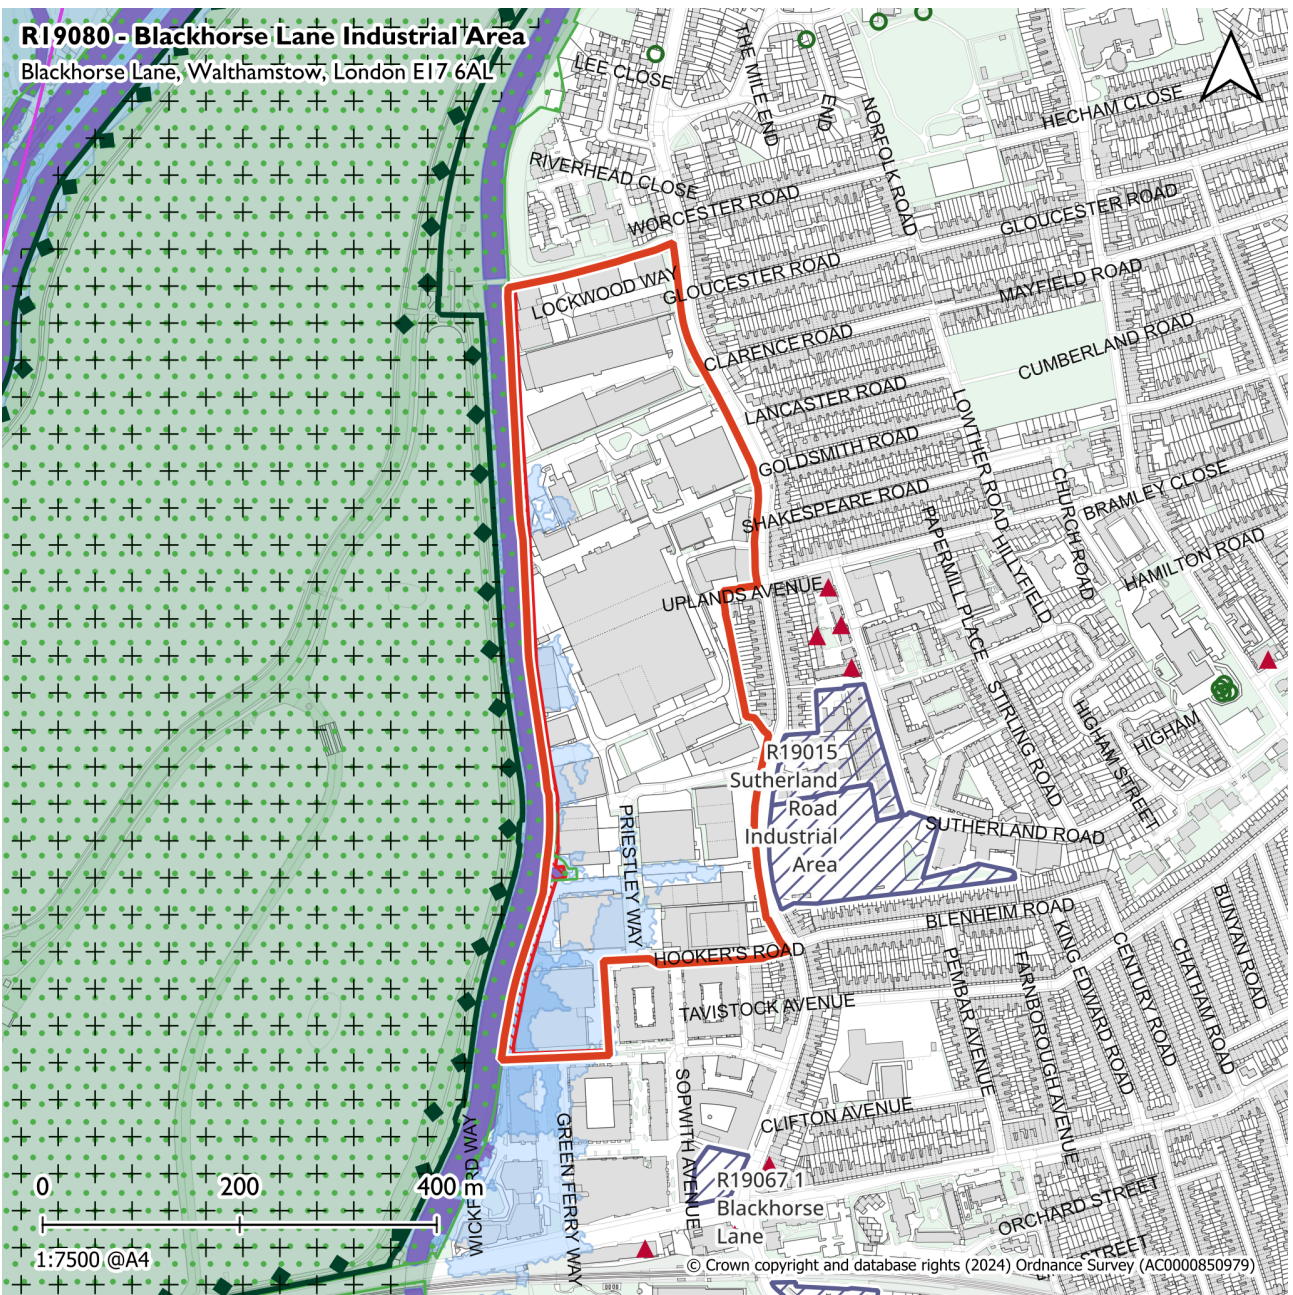 R19080 - Blackhorse Lane Industrial Area
Blackhorse Lane, Walthamstow, London E17 6AL
LEE CLOSE
THE MILE END
END
NORFOLK ROAD
HECHAM CLOSE
RIVERHEAD CLOSE
WORCESTER ROAD
GLOUCESTER ROAD
LOCKWOOD WAY
GLOUCESTER ROAD
MAYFIELD ROAD
CLARENCE ROAD
CUMBERLAND ROAD
LANCASTER ROAD
LOWTHER ROAD
GOLDSMITH ROAD
SHAKESPEARE ROAD
CHURCH ROAD
BRAMLEY CLOSE
PAPERMILL PLACE
HILLYFIELD
HAMILTON ROAD
UPLANDS AVENUE
STIRLING ROAD
HIGHAM STREET
HIGHAM
R19015
Sutherland
Road
Industrial
Area
PRIESTLEY WAY
SUTHERLAND ROAD
BLENHEIM ROAD
HOOKER'S ROAD
TAVISTOCK AVENUE
PEMBAR AVENUE
FARNBOROUGH AVENUE
KING EDWARD ROAD
CENTURY ROAD
CHATHAM ROAD
BUNYAN ROAD
SOPWITH AVENUE
CLIFTON AVENUE
GREEN FERRY WAY
R19067.1
Blackhorse
Lane
ORCHARD STREET
STREET
0 200 400 m
1:7500 @A4
© Crown copyright and database rights (2024) Ordnance Survey (AC0000850979)